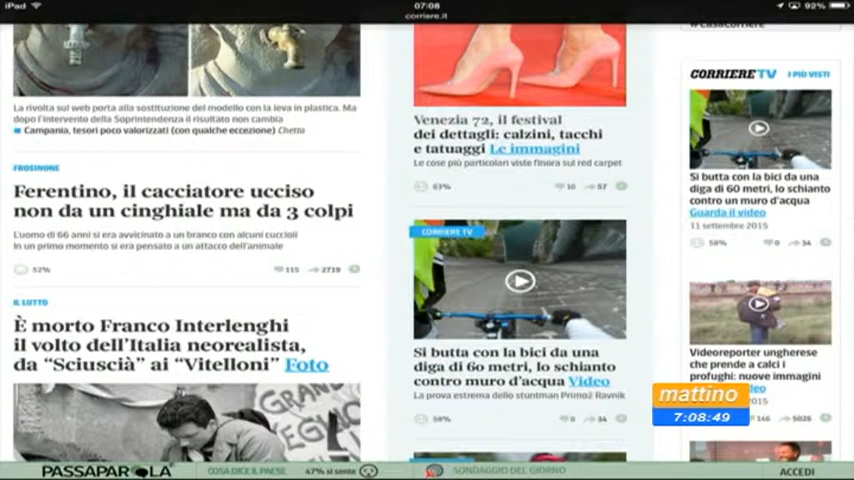 iPad
07:08
92%
corriere.it
La rivolta sul web porta alla sostituzione del modello con la leva in plastica. Ma
dopo l'intervento della Soprintendenza il risultato non cambia
Campania, tesori poco valorizzati (con qualche eccezione) Chetta
FROSINONE
Ferentino, il cacciatore ucciso
non da un cinghiale ma da 3 colpi
L'uomo di 66 anni si era avvicinato a un branco con alcuni cuccioli
In un primo momento si era pensato a un attacco dell'animale
52%
115
2719
IL LUTTO
È morto Franco Interlenghi
il volto dell'Italia neorealista,
da "Sciuscià" ai "Vitelloni" Foto
GRAND
Venezia 72, il festival
dei dettagli: calzini, tacchi
e tatuaggi Le immagini
Le cose più particolari viste finora sul red carpet
63%
10
57
CORRIERE TV
Si butta con la bici da una
diga di 60 metri, lo schianto
contro muro d'acqua Video
La prova estrema dello stuntman Primož Ravnik
58%
0
34
#CasaCorriere
CORRIERE TV
I PIÙ VISTI
Si butta con la bici da una
diga di 60 metri, lo schianto
contro un muro d'acqua
Guarda il video
11 settembre 2015
58%
0
34
Videoreporter ungherese
che prende a calci i
profughi: nuove immagini
2015
146
5028
mattino
7:08:49
PASSAPAROLA
COSA DICE IL PAESE
47% si sente
SONDAGGIO DEL GIORNO
ACCEDI